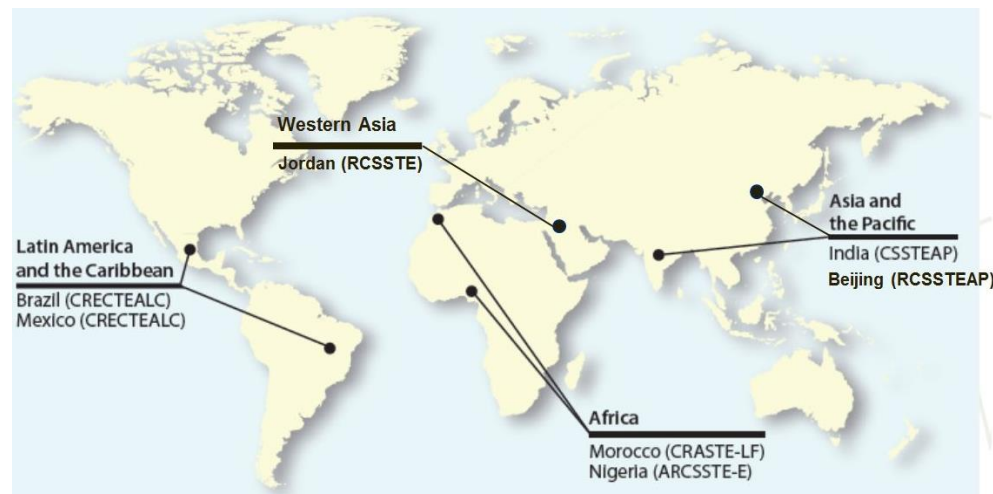 Western Asia
Jordan (RCSSTE)
Latin America
and the Caribbean
Brazil (CRECTEALC)
Mexico (CRECTEALC)
Asia and
the Pacific
India (CSSTEAP)
Beijing (RCSSTEAP)
Africa
Morocco (CRASTE-LF)
Nigeria (ARCSSTE-E)